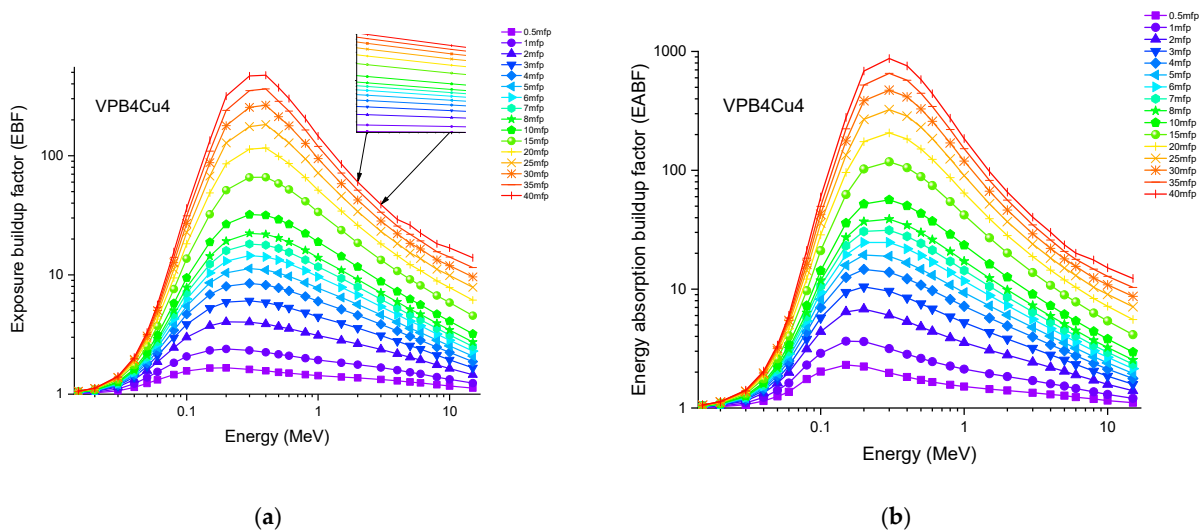 VPB4Cu4
Exposure buildup factor (EBF)
100
10
1
0.1
1
10
Energy (MeV)
0.5mfp
1mfp
2mfp
3mfp
4mfp
5mfp
6mfp
7mfp
8mfp
10mfp
15mfp
20mfp
25mfp
30mfp
35mfp
40mfp
(a)
VPB4Cu4
Energy absorption buildup factor (EABF)
1000
100
10
1
0.1
1
10
Energy (MeV)
0.5mfp
1mfp
2mfp
3mfp
4mfp
5mfp
6mfp
7mfp
8mfp
10mfp
15mfp
20mfp
25mfp
30mfp
35mfp
40mfp
(b)